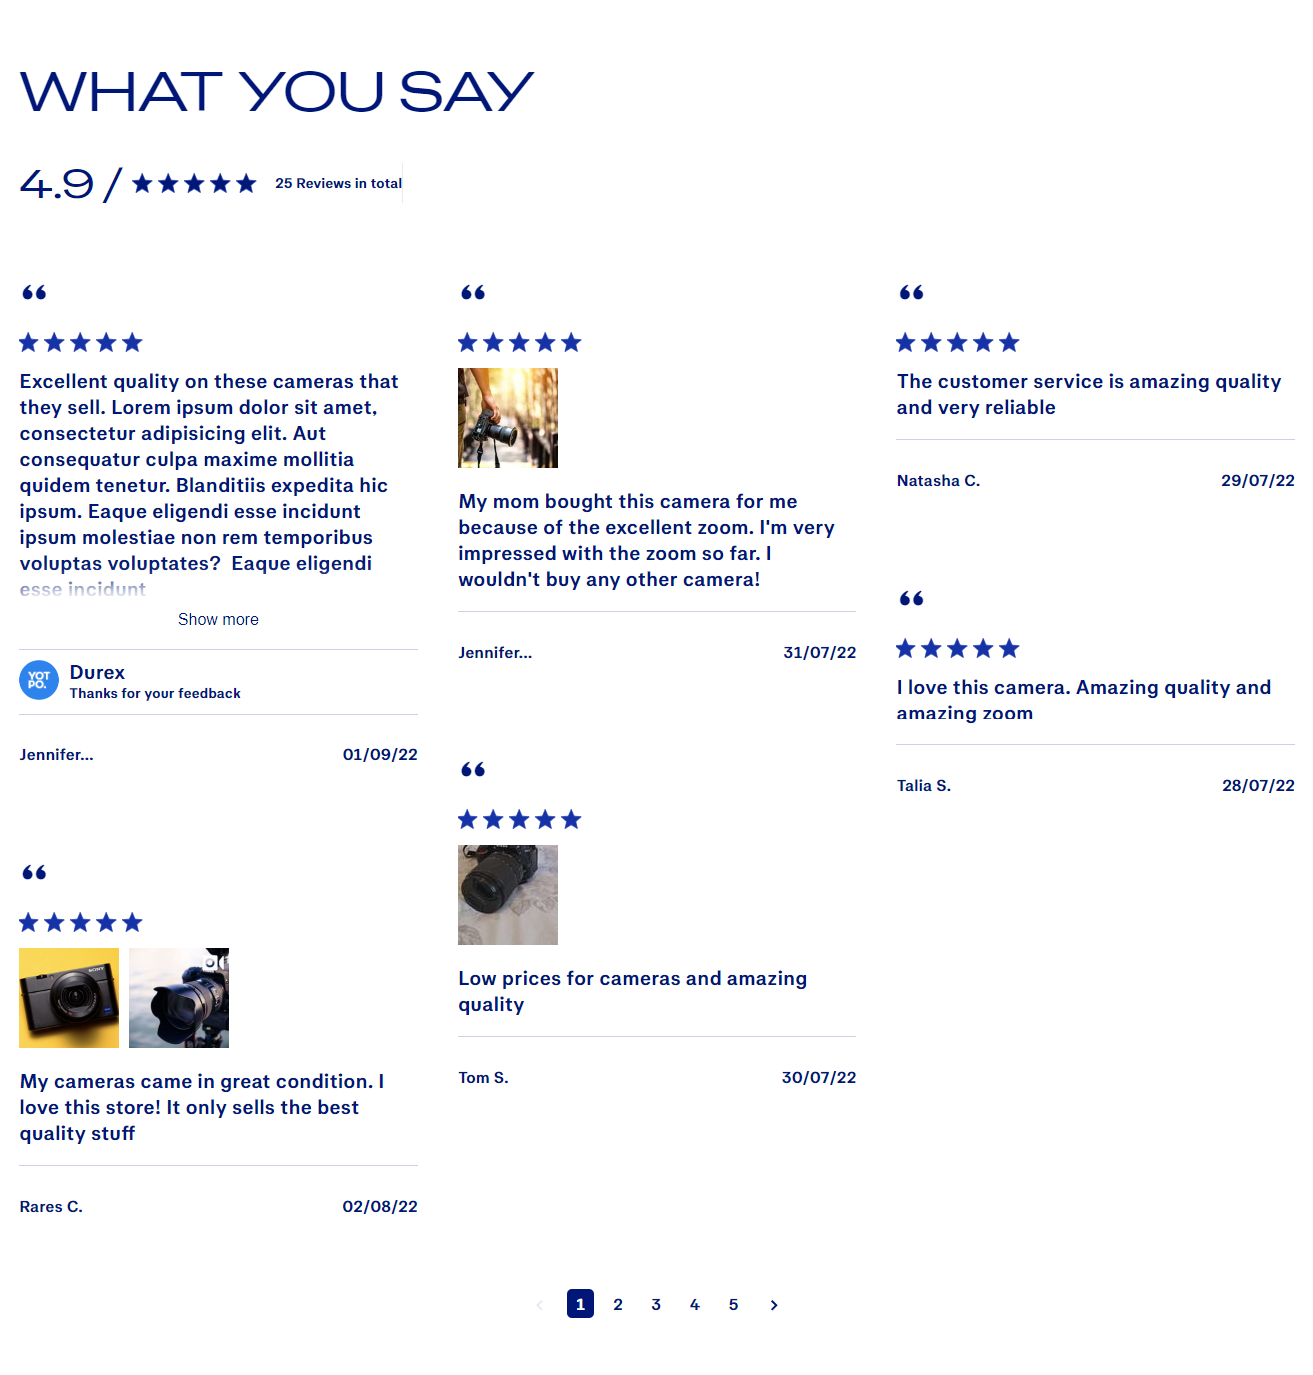 WHAT YOU SAY
4.9 / 25 Reviews in total
“
Excellent quality on these cameras that
they sell. Lorem ipsum dolor sit amet,
consectetur adipisicing elit. Aut
consequatur culpa maxime mollitia
quidem tenetur. Blanditiis expedita hic
ipsum. Eaque eligendi esse incidunt
ipsum molestiae non rem temporibus
voluptas voluptates?  Eaque eligendi
esse incidunt
Show more
YOT
PO.
Durex
Thanks for your feedback
Jennifer...
01/09/22
“
SONY
My cameras came in great condition. I
love this store! It only sells the best
quality stuff
Rares C.
02/08/22
“
My mom bought this camera for me
because of the excellent zoom. I'm very
impressed with the zoom so far. I
wouldn't buy any other camera!
Jennifer...
31/07/22
“
Low prices for cameras and amazing
quality
Tom S.
30/07/22
“
The customer service is amazing quality
and very reliable
Natasha C.
29/07/22
“
I love this camera. Amazing quality and
amazing zoom
Talia S.
28/07/22
‹ 1 2 3 4 5 ›